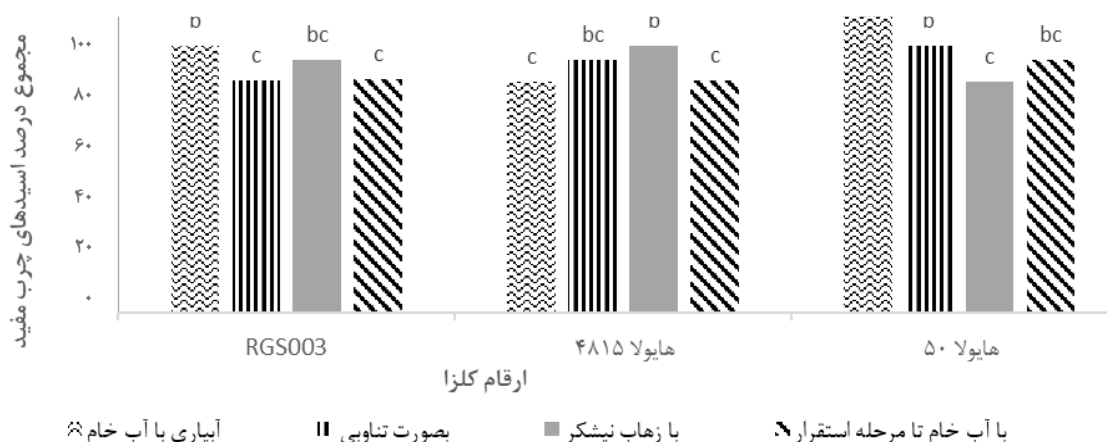 مجموع درصد اسیدهای چرب مفید
۱۰۰
۸۰
۶۰
۴۰
۲۰
۰
b c bc c
c bc b c
b c bc
RGS003 هایولا ۴۸۱۵ هایولا ۵۰
ارقام کلزا
آبیاری با آب خام بصورت تناوبی با زهاب نیشکر با آب خام تا مرحله استقرار